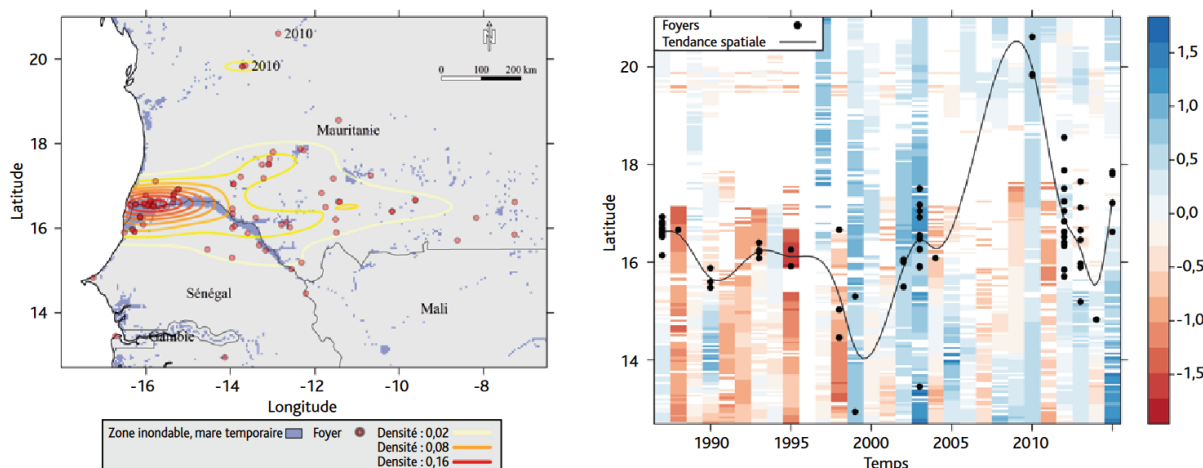 2010
N
2010
0 100 200 km
Mauritanie
Sénégal
Mali
Gambie
20
18
16
14
Latitude
-16 -14 -12 -10 -8
Longitude
Zone inondable, mare temporaire Foyer Densité : 0,02
Densité : 0,08
Densite : 0,16
Foyers
Tendance spatiale
20
18
16
14
Latitude
1990 1995 2000 2005 2010
Temps
1,5
1,0
0,5
-0,0
-0,5
-1,0
-1,5